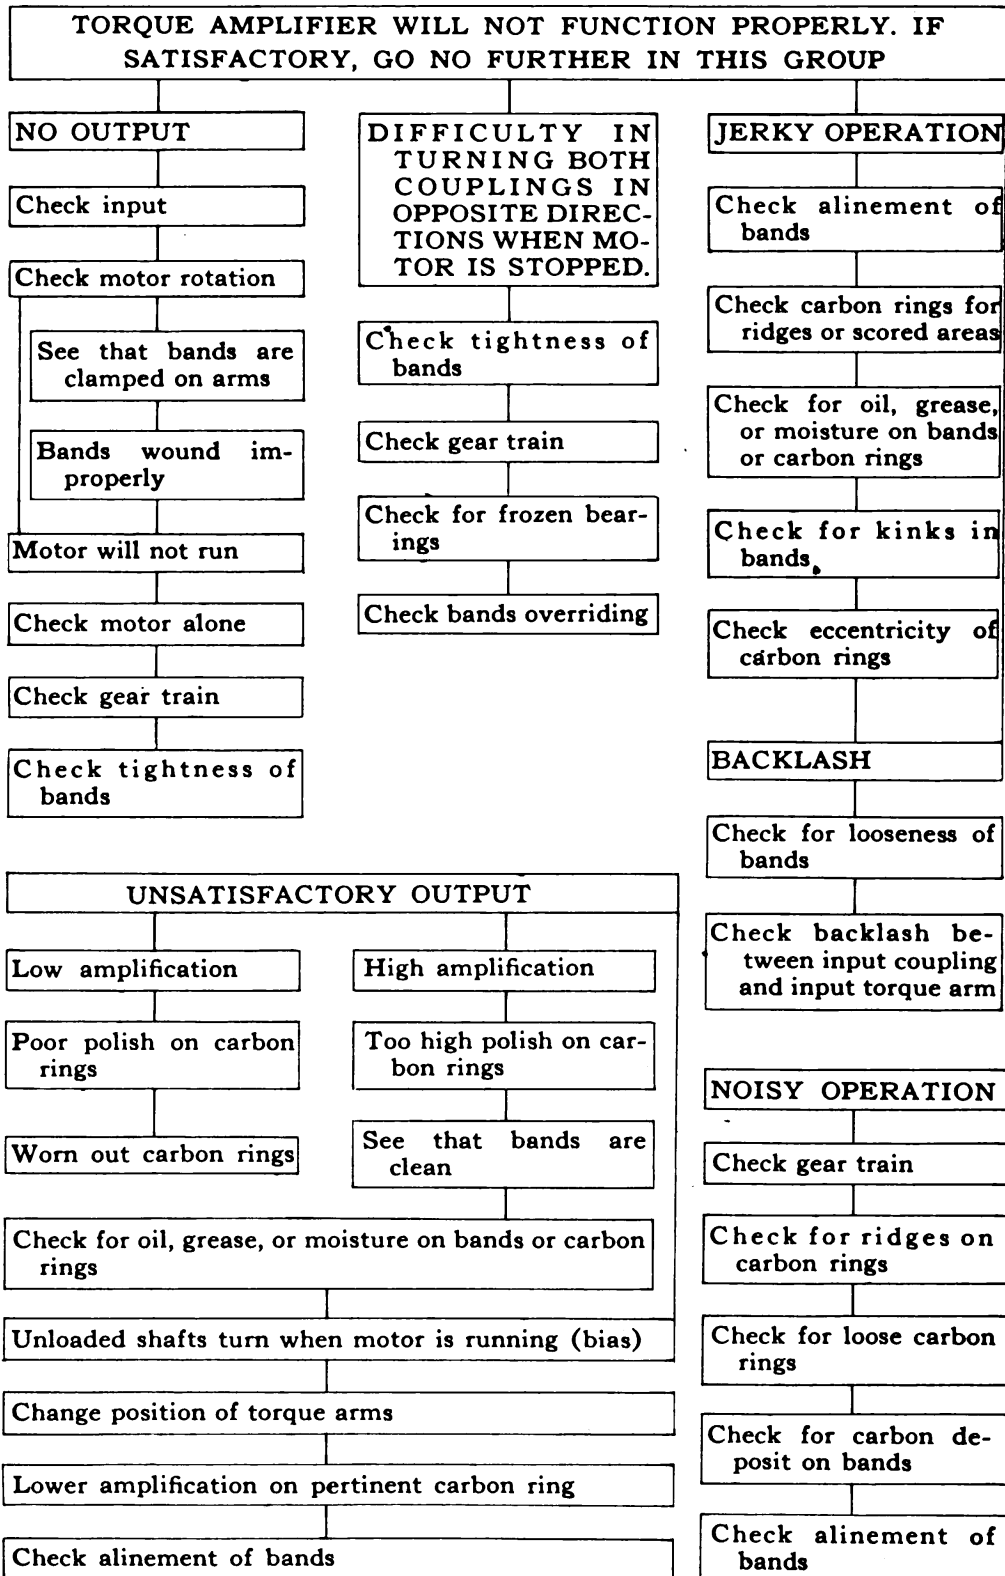 TORQUE AMPLIFIER WILL NOT FUNCTION PROPERLY. IF
SATISFACTORY, GO NO FURTHER IN THIS GROUP
NO OUTPUT
Check input
Check motor rotation
See that bands are
clamped on arms
Bands wound im-
properly
Motor will not run
Check motor alone
Check gear train
Check tightness of
bands
DIFFICULTY IN
TURNING BOTH
COUPLINGS IN
OPPOSITE DIREC-
TIONS WHEN MO-
TOR IS STOPPED.
Check tightness of
bands
Check gear train
Check for frozen bear-
ings
Check bands overriding
JERKY OPERATION
Check alinement of
bands
Check carbon rings for
ridges or scored areas
Check for oil, grease,
or moisture on bands
or carbon rings
Check for kinks in
bands
Check eccentricity of
carbon rings
BACKLASH
Check for looseness of
bands
Check backlash be-
tween input coupling
and input torque arm
UNSATISFACTORY OUTPUT
Low amplification
Poor polish on carbon
rings
Worn out carbon rings
High amplification
Too high polish on car-
bon rings
See that bands are
clean
Check for oil, grease, or moisture on bands or carbon
rings
Unloaded shafts turn when motor is running (bias)
Change position of torque arms
Lower amplification on pertinent carbon ring
Check alinement of bands
NOISY OPERATION
Check gear train
Check for ridges on
carbon rings
Check for loose carbon
rings
Check for carbon de-
posit on bands
Check alinement of
bands